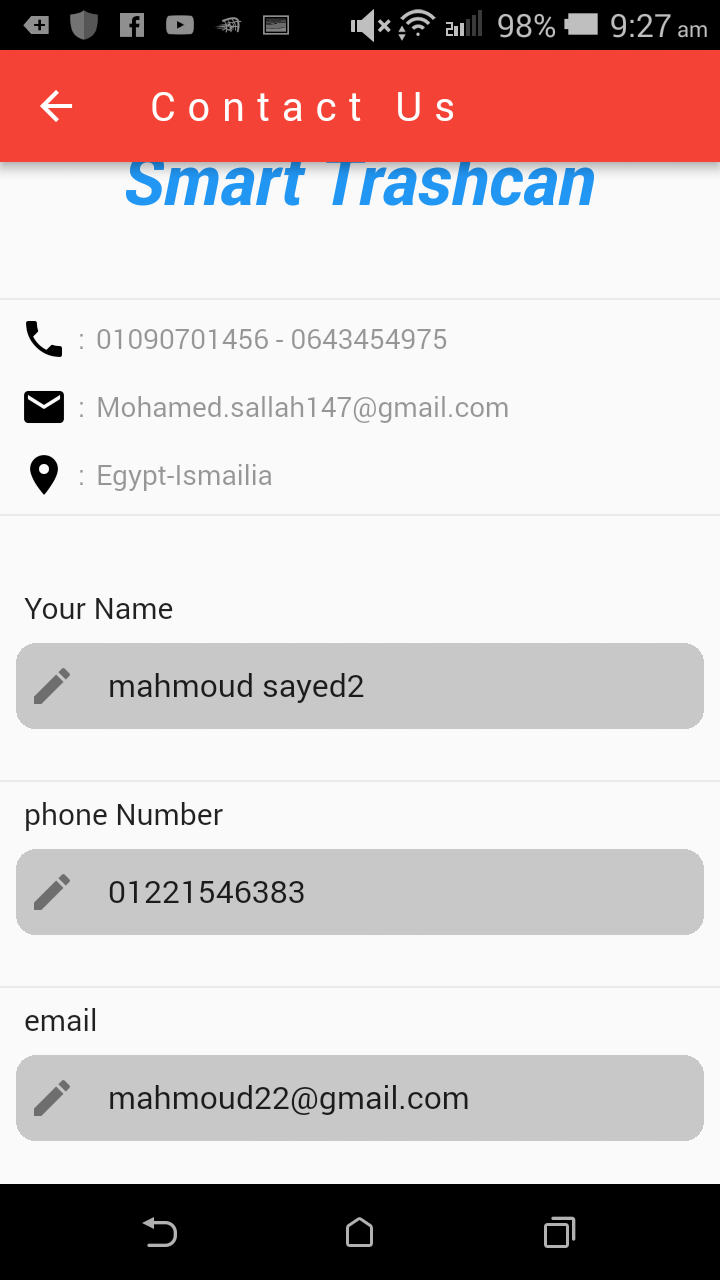 98% 9:27 am
Contact Us
Smart Trashcan
: 01090701456 - 0643454975
: Mohamed.sallah147@gmail.com
: Egypt-Ismailia
Your Name
mahmoud sayed2
phone Number
01221546383
email
mahmoud22@gmail.com